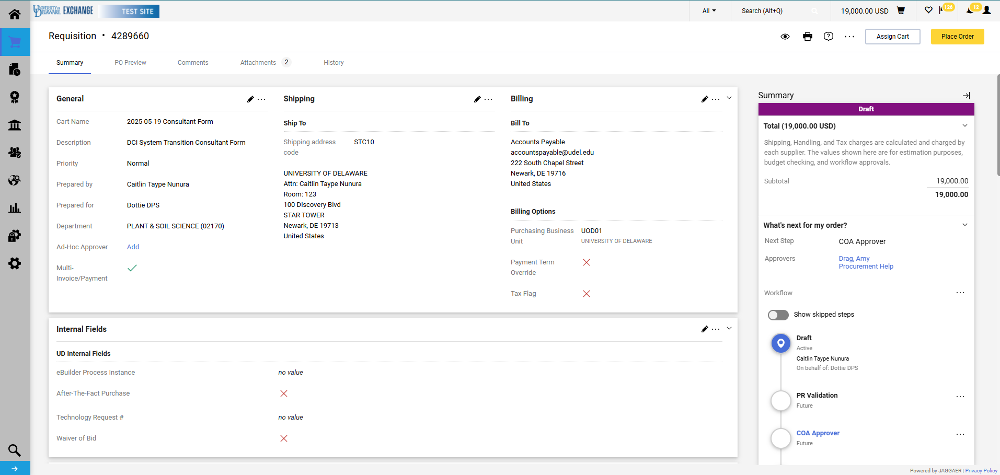 UNIVERSITY OF DELAWARE EXCHANGE
TEST SITE
All
Search (Alt+Q)
19,000.00 USD
126
12
Requisition • 4289660
Assign Cart
Place Order
Summary
PO Preview
Comments
Attachments 2
History
General
Cart Name 2025-05-19 Consultant Form
Description DCI System Transition Consultant Form
Priority Normal
Prepared by Caitlin Taype Nunura
Prepared for Dottie DPS
Department PLANT & SOIL SCIENCE (02170)
Ad-Hoc Approver Add
Multi-
Invoice/Payment
Shipping
Ship To
Shipping address STC10
code
UNIVERSITY OF DELAWARE
Attn: Caitlin Taype Nunura
Room: 123
100 Discovery Blvd
STAR TOWER
Newark, DE 19713
United States
Billing
Bill To
Accounts Payable
accountspayable@udel.edu
222 South Chapel Street
Newark, DE 19716
United States
Billing Options
Purchasing Business UOD01
Unit UNIVERSITY OF DELAWARE
Payment Term
Override
Tax Flag
Internal Fields
UD Internal Fields
eBuilder Process Instance no value
After-The-Fact Purchase
Technology Request # no value
Waiver of Bid
Summary
Draft
Total (19,000.00 USD)
Shipping, Handling, and Tax charges are calculated and charged by
each supplier. The values shown here are for estimation purposes,
budget checking, and workflow approvals.
Subtotal 19,000.00
19,000.00
What's next for my order?
Next Step COA Approver
Approvers Drag, Amy
Procurement Help
Workflow
Show skipped steps
Draft
Active
Caitlin Taype Nunura
On behalf of: Dottie DPS
PR Validation
Future
COA Approver
Future
Powered by JAGGAER | Privacy Policy